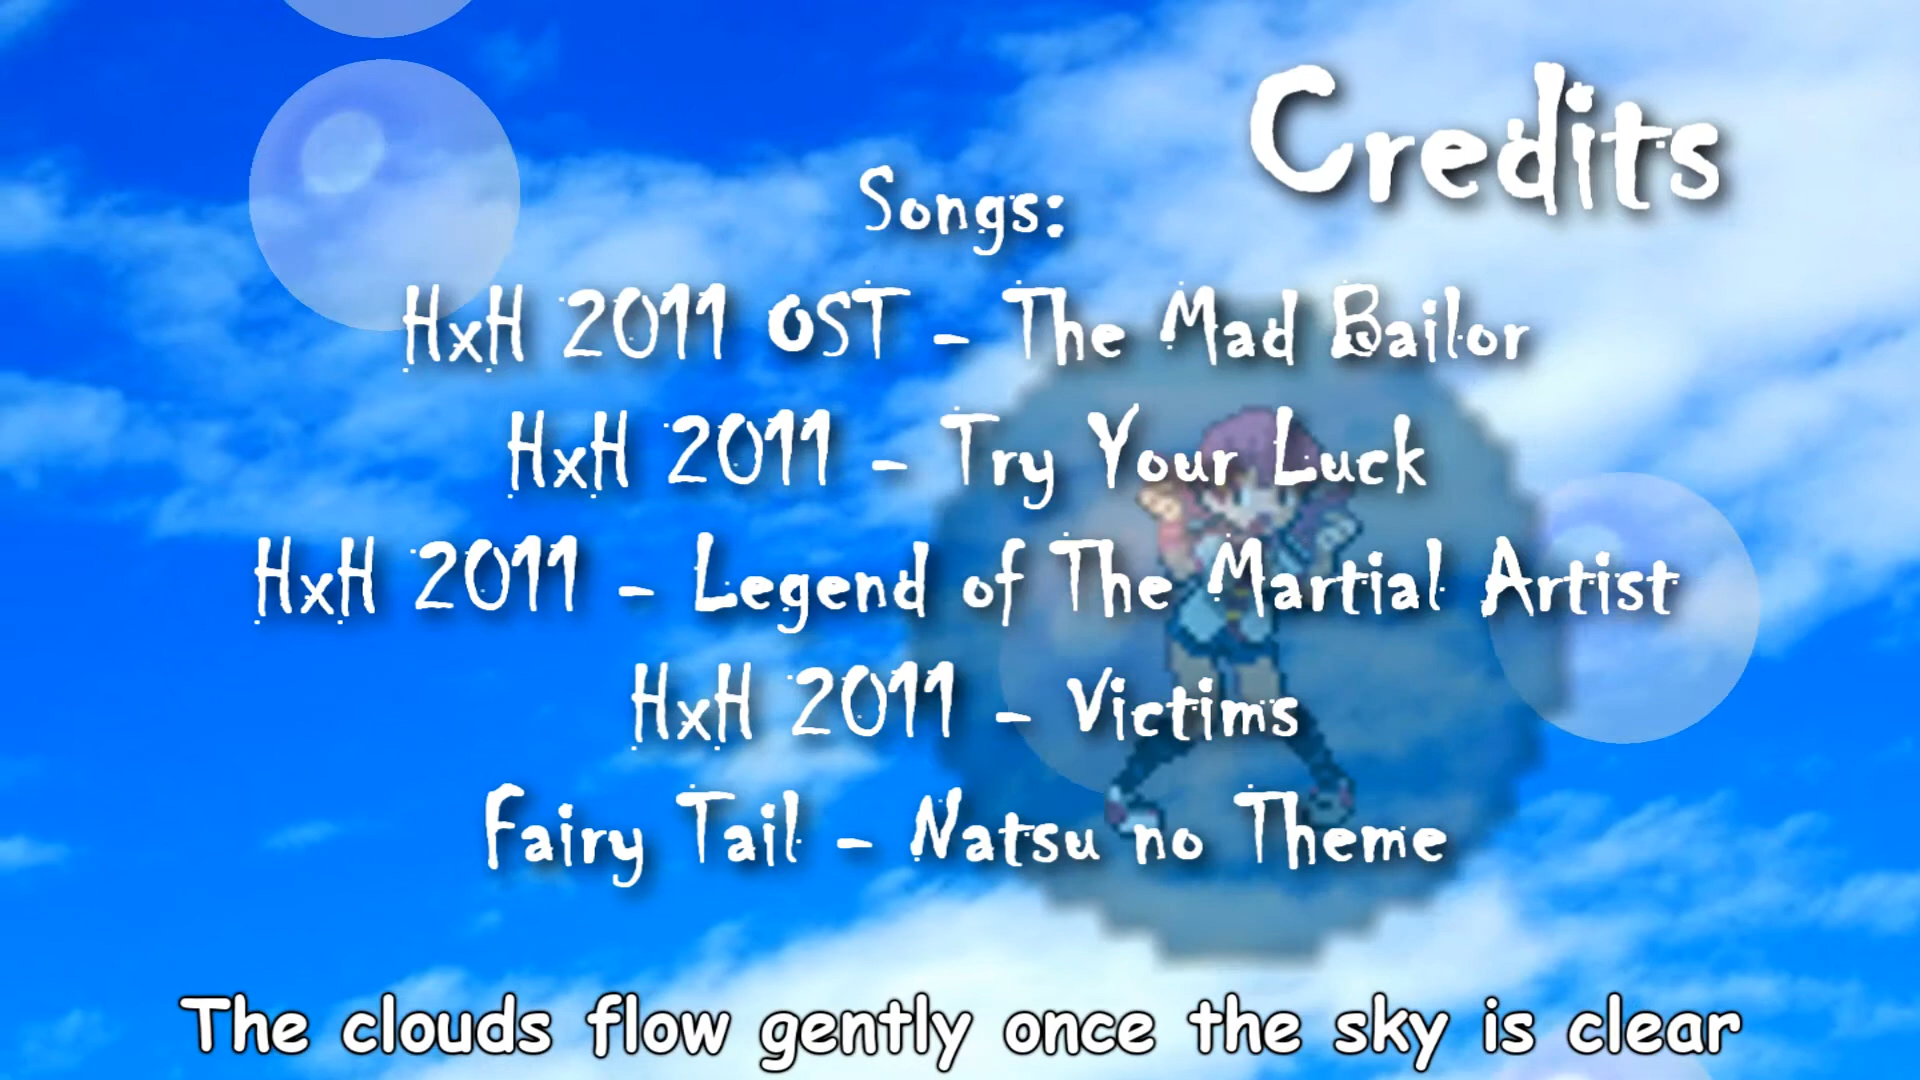 Credits
Songs:
HxH 2011 OST - The Mad Bailor
HxH 2011 - Try Your Luck
HxH 2011 - Legend of The Martial Artist
HxH 2011 - Victims
Fairy Tail - Natsu no Theme
The clouds flow gently once the sky is clear